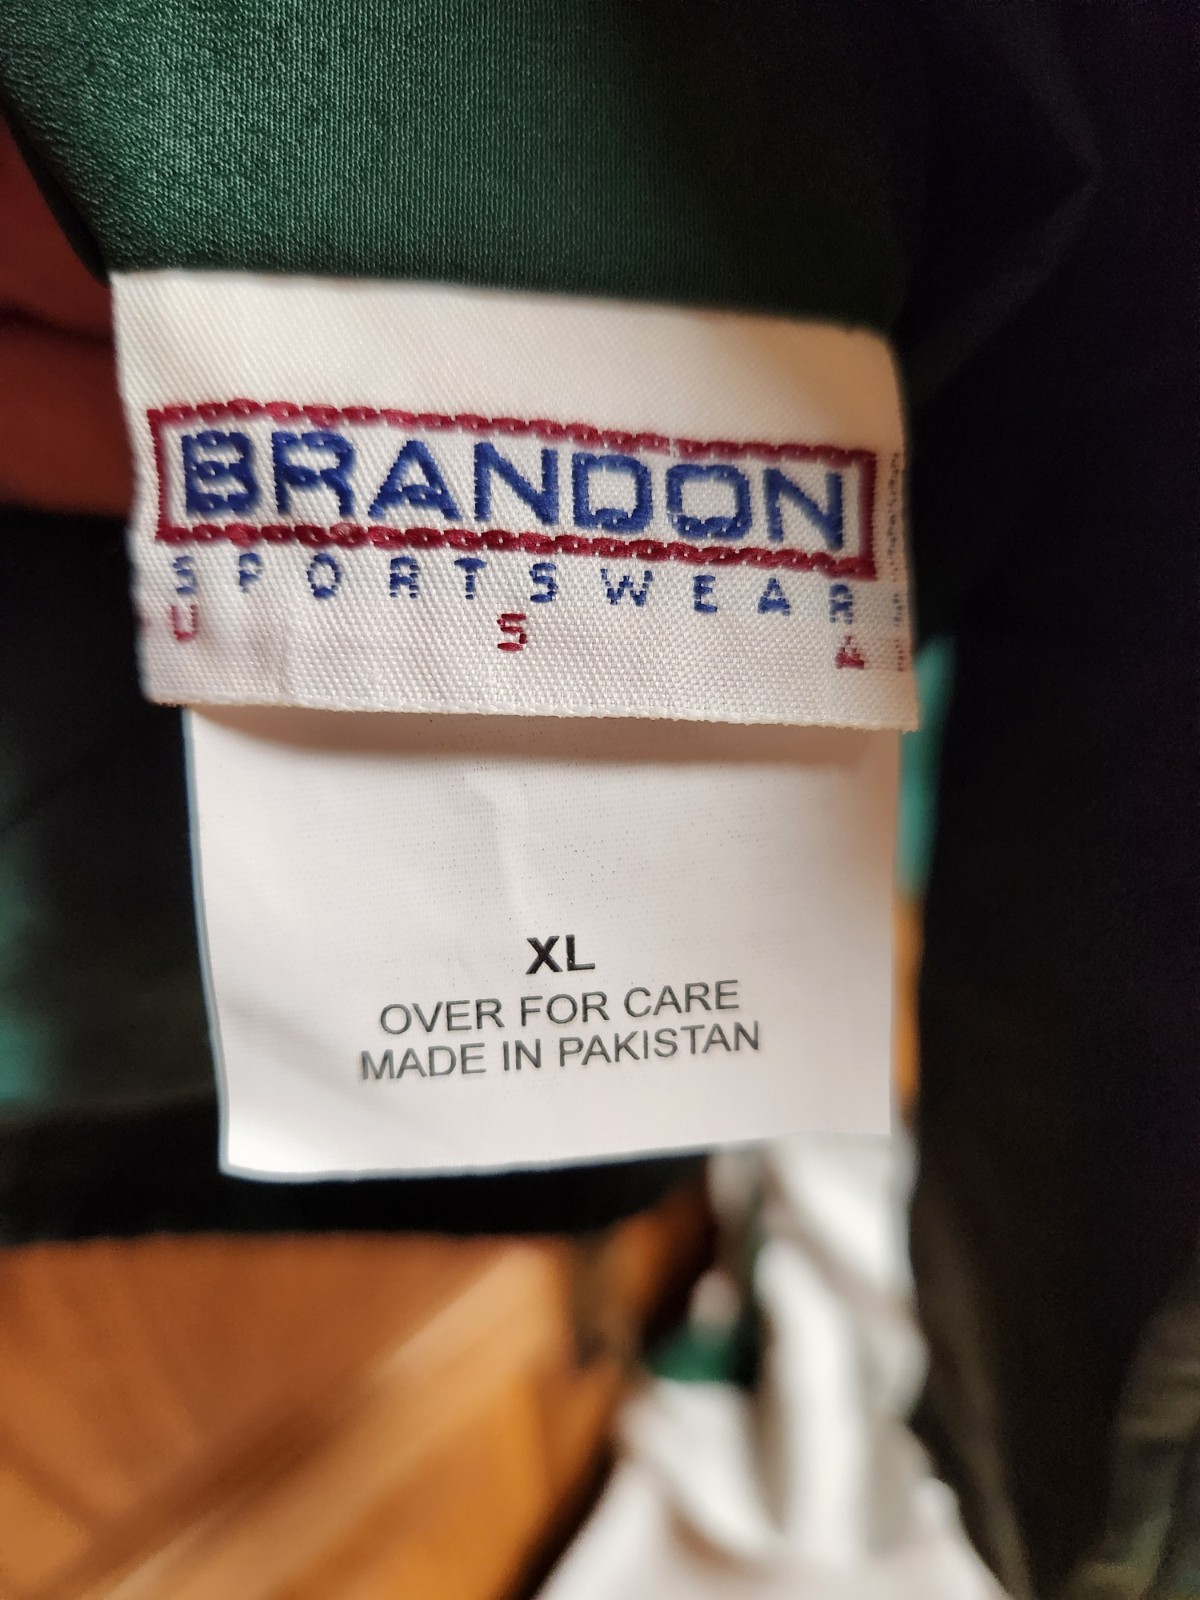 BRANDON
SPORTSWEAR
U S A
XL
OVER FOR CARE
MADE IN PAKISTAN